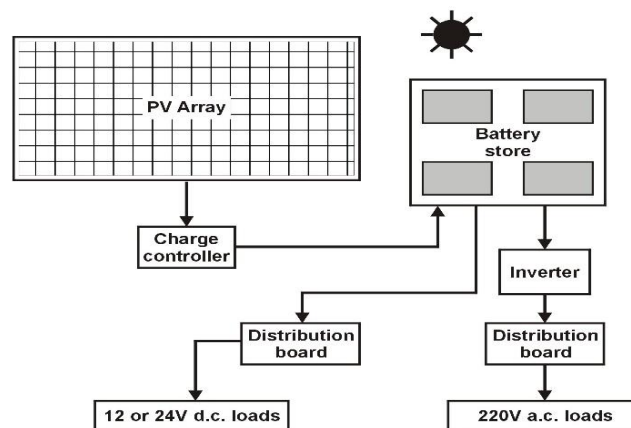 PV Array
Battery
store
Charge
controller
Inverter
Distribution
board
Distribution
board
12 or 24V d.c. loads
220V a.c. loads